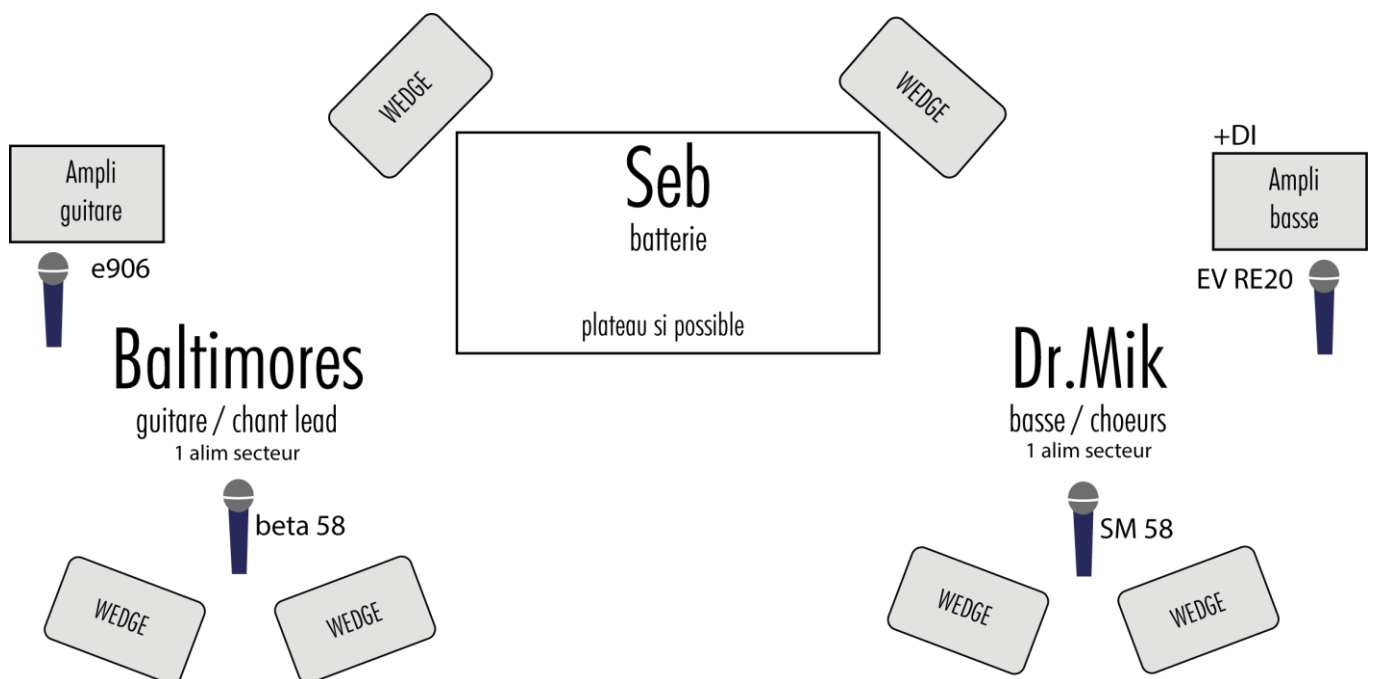 WEDGE
WEDGE
Ampli
guitare
e906
Seb
batterie
plateau si possible
+DI
Ampli
basse
EV RE20
Baltimores
guitare / chant lead
1 alim secteur
beta 58
WEDGE
WEDGE
Dr.Mik
basse / choeurs
1 alim secteur
SM 58
WEDGE
WEDGE